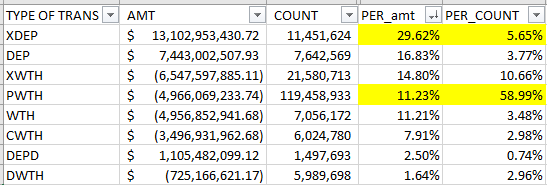 TYPE OF TRANS AMT COUNT PER_amt PER_COUNT
XDEP $ 13,102,953,430.72 11,451,624 29.62% 5.65%
DEP $ 7,443,002,507.93 7,642,569 16.83% 3.77%
XWTH $ (6,547,597,885.11) 21,580,713 14.80% 10.66%
PWTH $ (4,966,069,233.74) 119,458,933 11.23% 58.99%
WTH $ (4,956,852,941.68) 7,056,172 11.21% 3.48%
CWTH $ (3,496,931,962.68) 6,024,780 7.91% 2.98%
DEPD $ 1,105,482,099.12 1,497,693 2.50% 0.74%
DWTH $ (725,166,621.17) 5,989,698 1.64% 2.96%